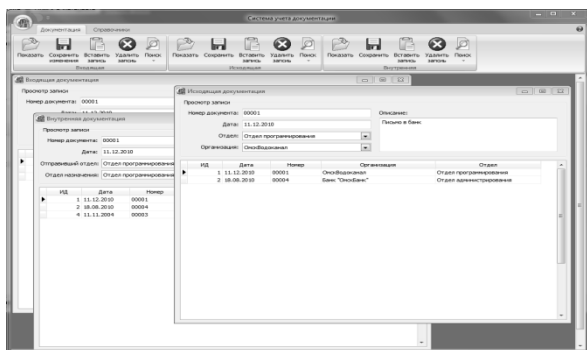 Система учета документации
Документация Справочники
Показать Сохранить изменения Вставить запись Удалить запись Поиск
Входящая
Показать Сохранить Вставить запись Удалить запись Поиск
Исходящая
Показать Сохранить Вставить запись Удалить запись Поиск
Внутренняя
Входящая документация
Просмотр записи
Номер документа: 00001
11.12.2010
Внутренняя документация
Просмотр записи
Номер документа: 00001
Дата: 11.12.2010
Отправивший отдел: Отдел программирования
Отдел назначения: Отдел программирования
ИД Дата Номер
1 11.12.2010 00001
2 18.08.2010 00004
4 11.11.2004 00003
Исходящая документация
Просмотр записи
Номер документа: 00001
Дата: 11.12.2010
Отдел: Отдел программирования
Организация: ОмскВодоканал
Описание:
Письмо в банк
ИД Дата Номер Организация Отдел
1 11.12.2010 00001 ОмскВодоканал Отдел программирования
2 18.08.2010 00004 Банк "ОмскБанк" Отдел администрирования